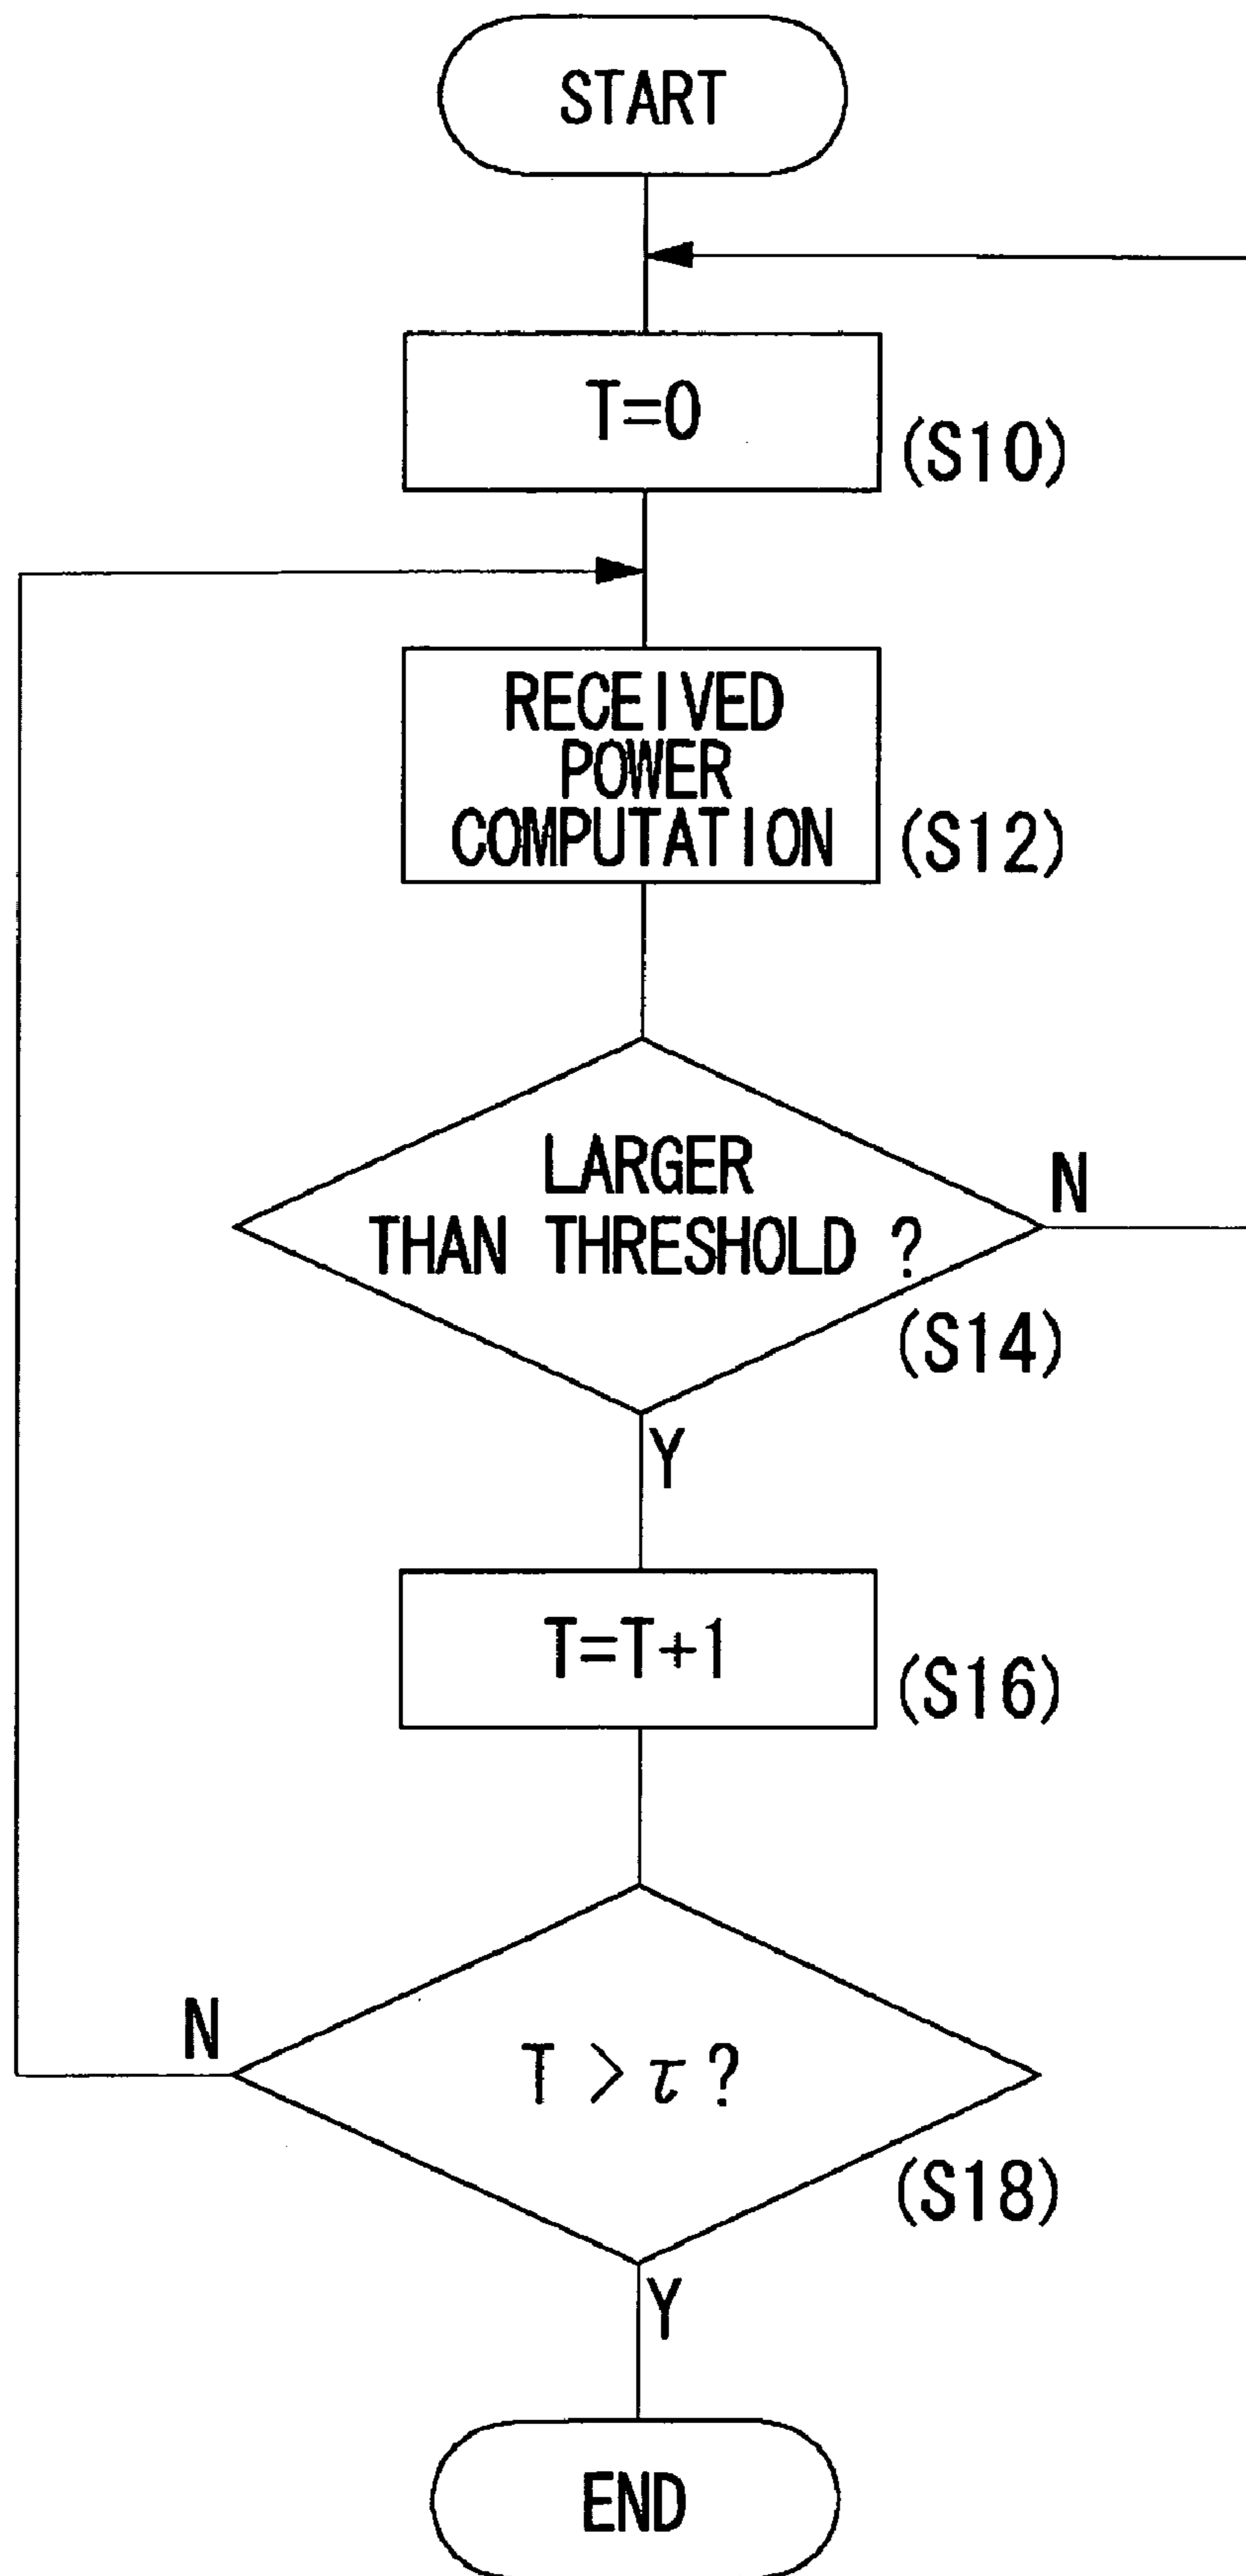 START
T=0
(S10)
RECEIVED
POWER
COMPUTATION
(S12)
LARGER
THAN THRESHOLD ?
N
(S14)
Y
T=T+1
(S16)
N
T > τ ?
(S18)
Y
END